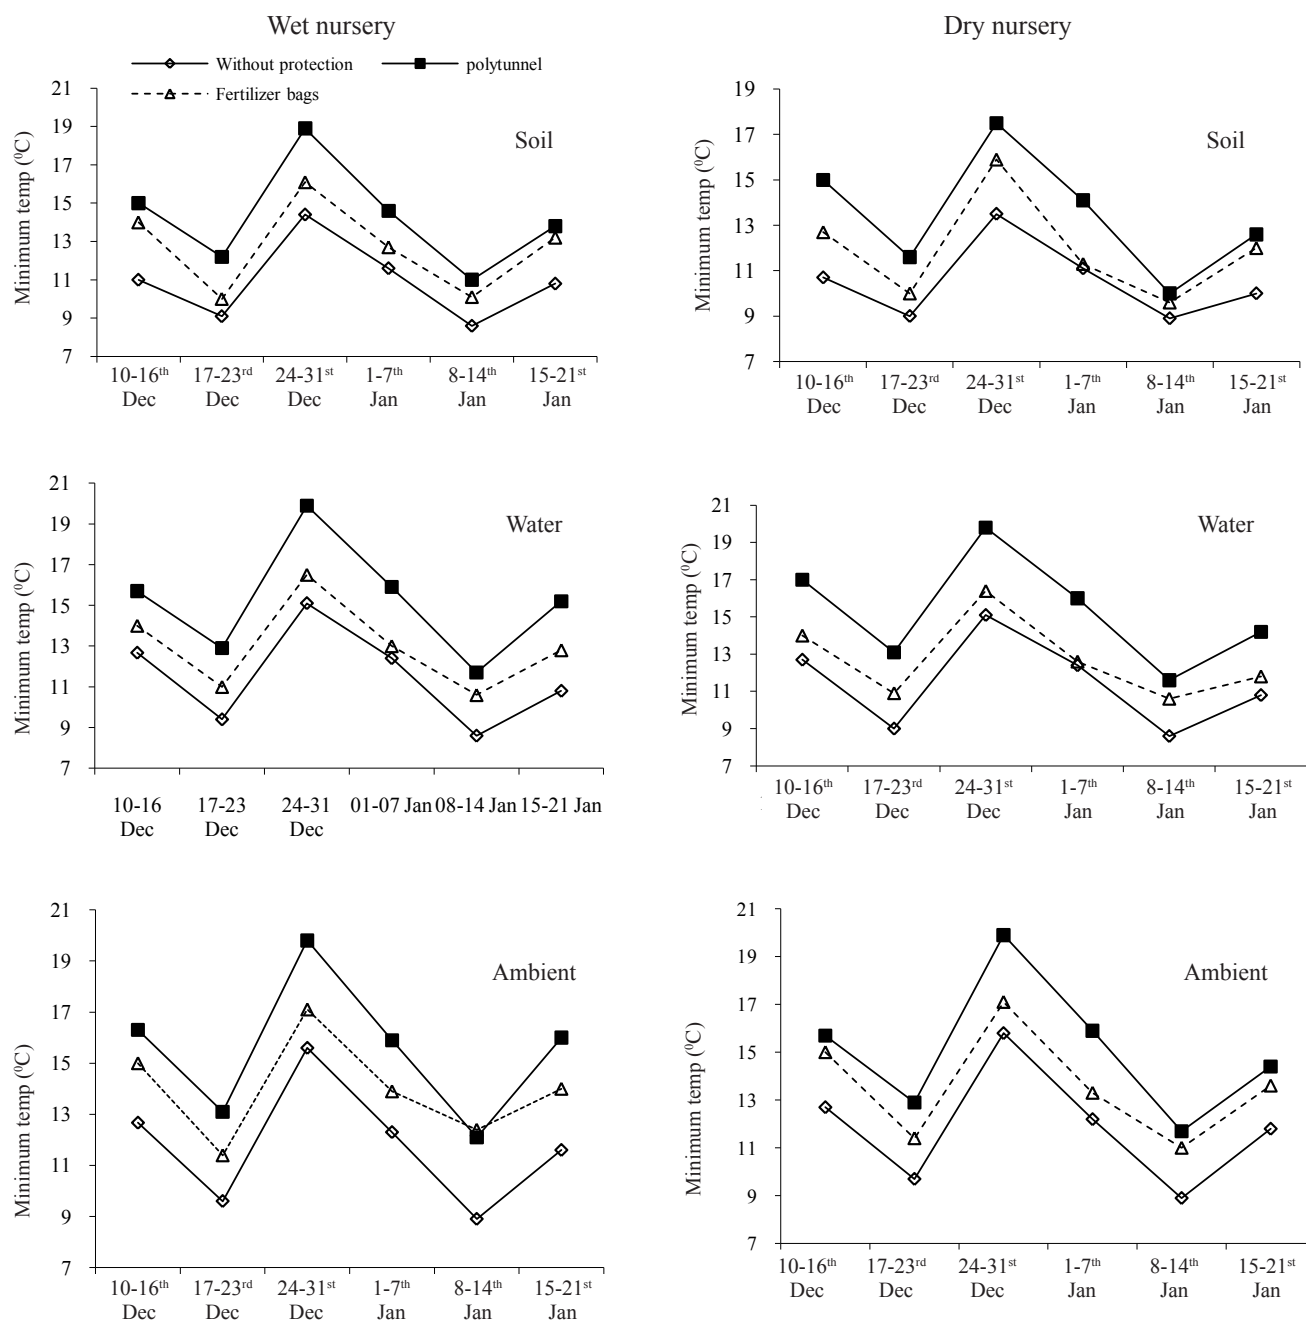 Wet nursery
Dry nursery
Without protection
polytunnel
Fertilizer bags
Soil
Minimum temp (⁰C)
21
19
17
15
13
11
9
7
10-16ᵗʰ Dec
17-23ʳᵈ Dec
24-31ˢᵗ Dec
1-7ᵗʰ Jan
8-14ᵗʰ Jan
15-21ˢᵗ Jan
Soil
Minimum temp (⁰C)
19
17
15
13
11
9
7
10-16ᵗʰ Dec
17-23ʳᵈ Dec
24-31ˢᵗ Dec
1-7ᵗʰ Jan
8-14ᵗʰ Jan
15-21ˢᵗ Jan
Water
Minimum temp (⁰C)
21
19
17
15
13
11
9
7
10-16 Dec
17-23 Dec
24-31 Dec
01-07 Jan
08-14 Jan
15-21 Jan
Water
Minimum temp (⁰C)
21
19
17
15
13
11
9
7
10-16ᵗʰ Dec
17-23ʳᵈ Dec
24-31ˢᵗ Dec
1-7ᵗʰ Jan
8-14ᵗʰ Jan
15-21ˢᵗ Jan
Ambient
Minimum temp (⁰C)
21
19
17
15
13
11
9
7
10-16ᵗʰ Dec
17-23ʳᵈ Dec
24-31ˢᵗ Dec
1-7ᵗʰ Jan
8-14ᵗʰ Jan
15-21ˢᵗ Jan
Ambient
Minimum temp (⁰C)
21
19
17
15
13
11
9
7
10-16ᵗʰ Dec
17-23ʳᵈ Dec
24-31ˢᵗ Dec
1-7ᵗʰ Jan
8-14ᵗʰ Jan
15-21ˢᵗ Jan